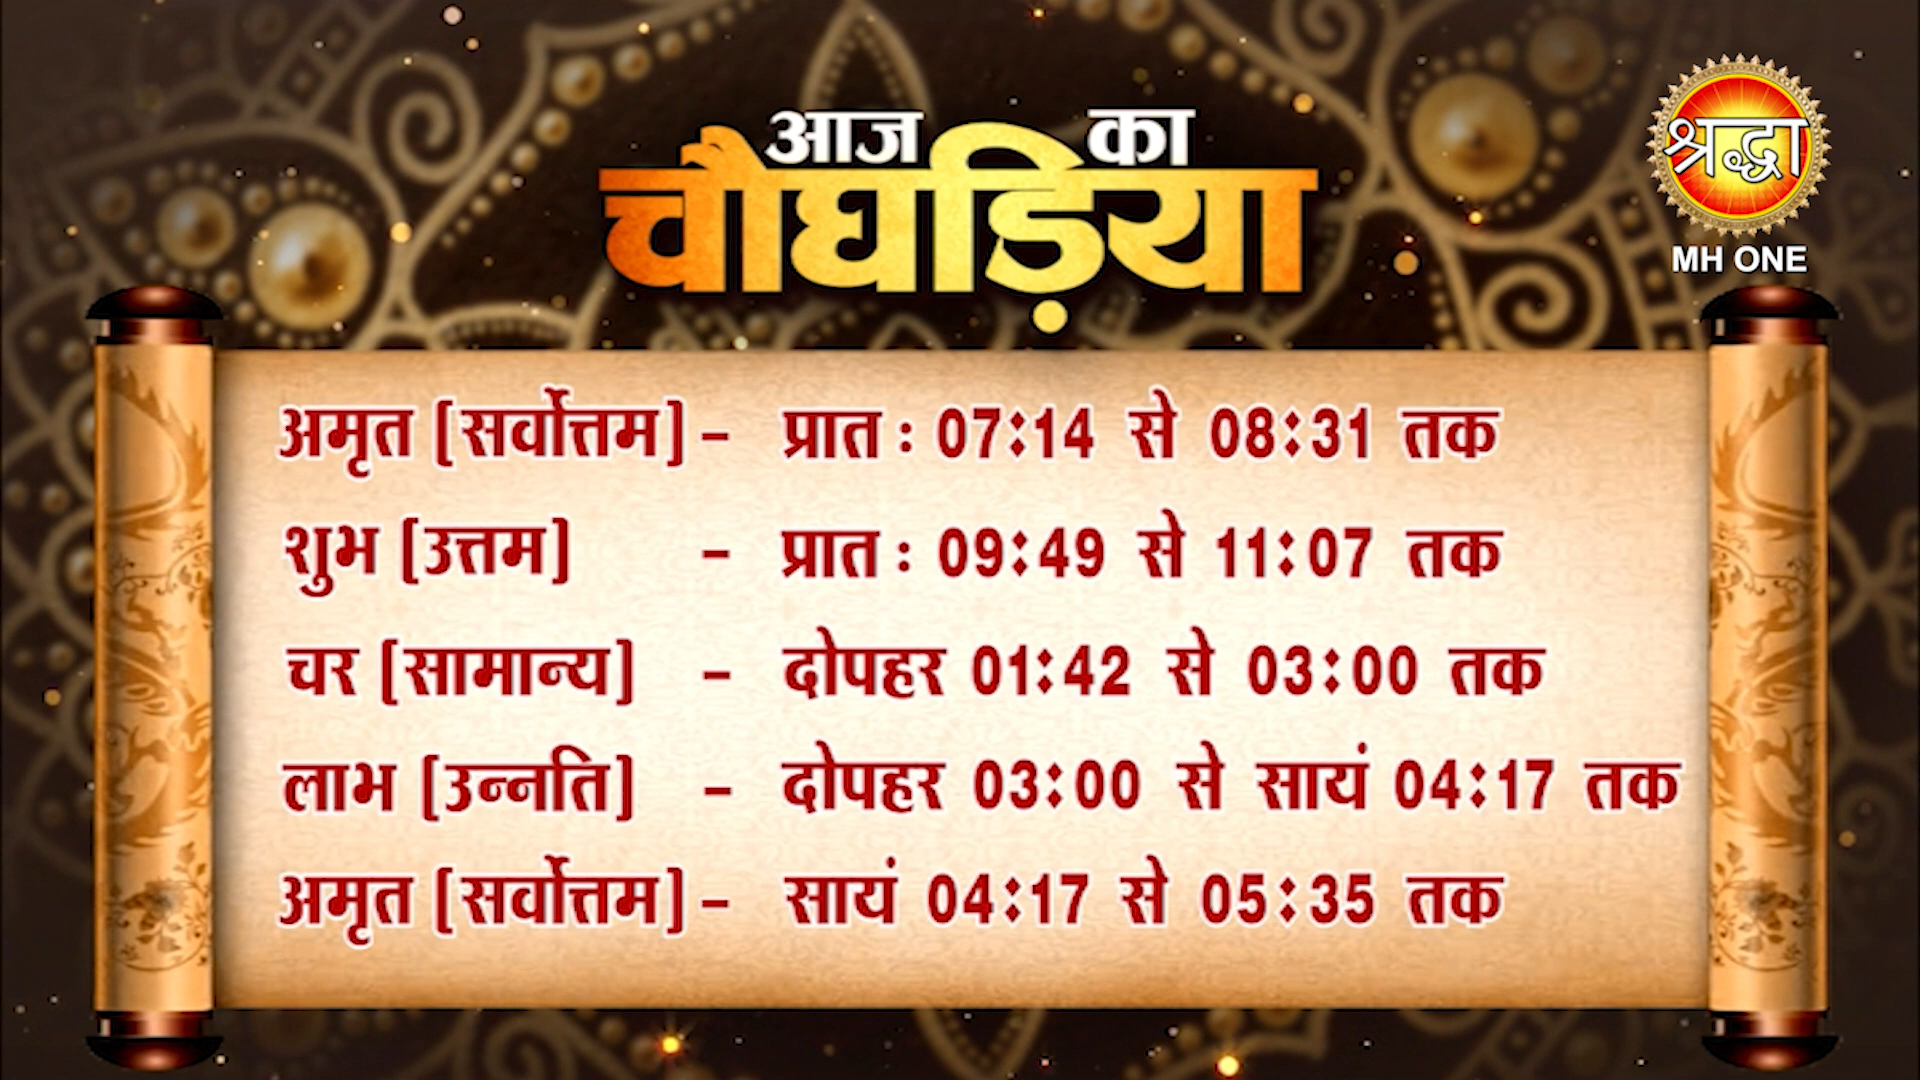 आज का
चौघड़िया
श्रद्धा
MH ONE
अमृत [सर्वोत्तम] - प्रात: 07:14 से 08:31 तक
शुभ [उत्तम] - प्रात: 09:49 से 11:07 तक
चर [सामान्य] - दोपहर 01:42 से 03:00 तक
लाभ [उन्नति] - दोपहर 03:00 से सायं 04:17 तक
अमृत [सर्वोत्तम] - सायं 04:17 से 05:35 तक